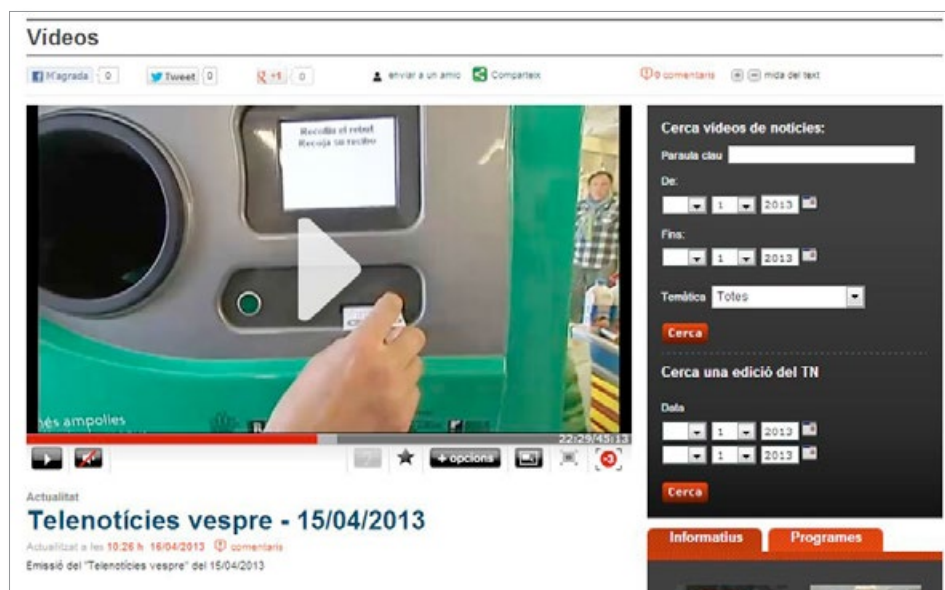 Vídeos
M'agrada 0 Tweet 0 +1 0 enviar a un amic Comparteix 0 comentaris mida del text
Recollir el rebut
Recoja su recibo
més ampolles
22:29/45:13
+ opcions
Actualitat
Telenotícies vespre - 15/04/2013
Actualitzat a les 10:26 h 16/04/2013 comentaris
Emissió del "Telenotícies vespre" del 15/04/2013
Cerca vídeos de notícies:
Paraula clau
De:
1 2013
Fins:
1 2013
Temàtica Totes
Cerca
Cerca una edició del TN
Data
1 2013
1 2013
Cerca
Informatius Programes